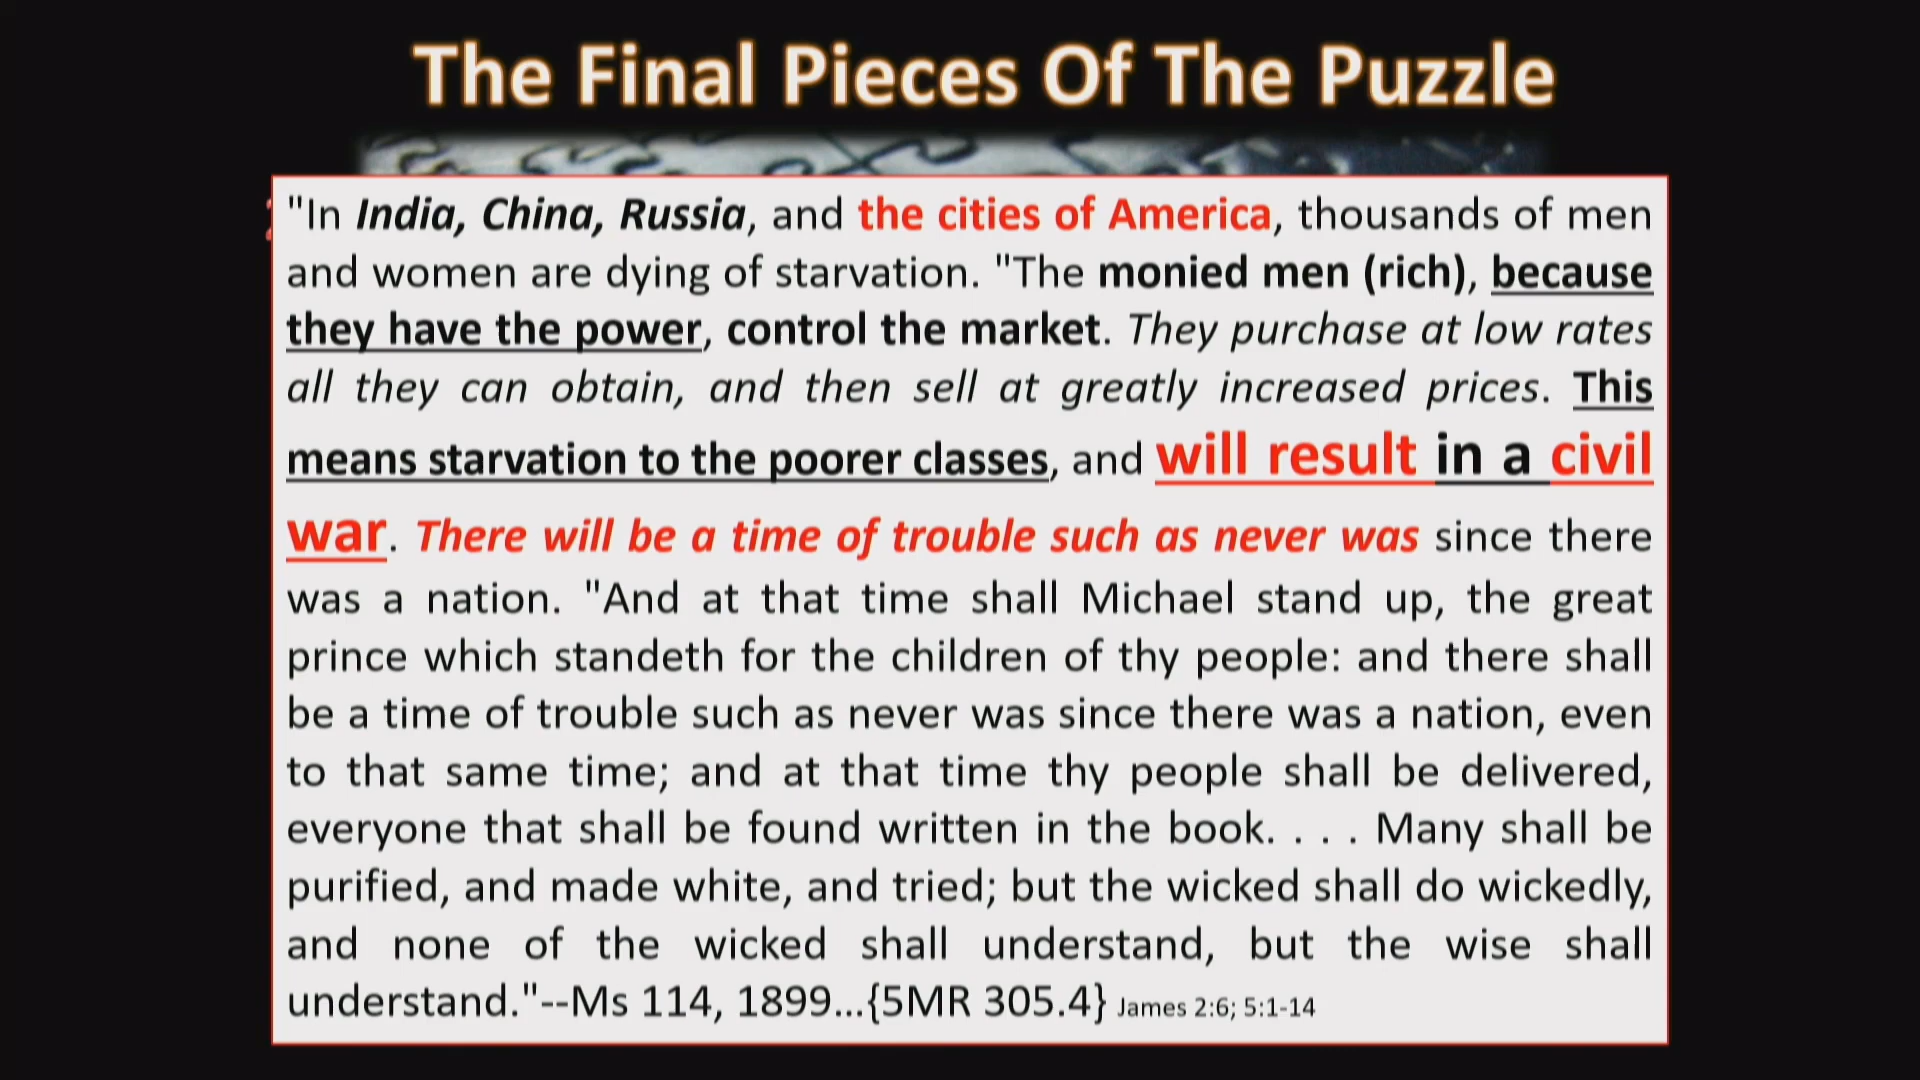 The Final Pieces Of The Puzzle
"In India, China, Russia, and the cities of America, thousands of men
and women are dying of starvation. "The monied men (rich), because
they have the power, control the market. They purchase at low rates
all they can obtain, and then sell at greatly increased prices. This
means starvation to the poorer classes, and will result in a civil
war. There will be a time of trouble such as never was since there
was a nation. "And at that time shall Michael stand up, the great
prince which standeth for the children of thy people: and there shall
be a time of trouble such as never was since there was a nation, even
to that same time; and at that time thy people shall be delivered,
everyone that shall be found written in the book. . . . Many shall be
purified, and made white, and tried; but the wicked shall do wickedly,
and none of the wicked shall understand, but the wise shall
understand."--Ms 114, 1899...{5MR 305.4} James 2:6; 5:1-14